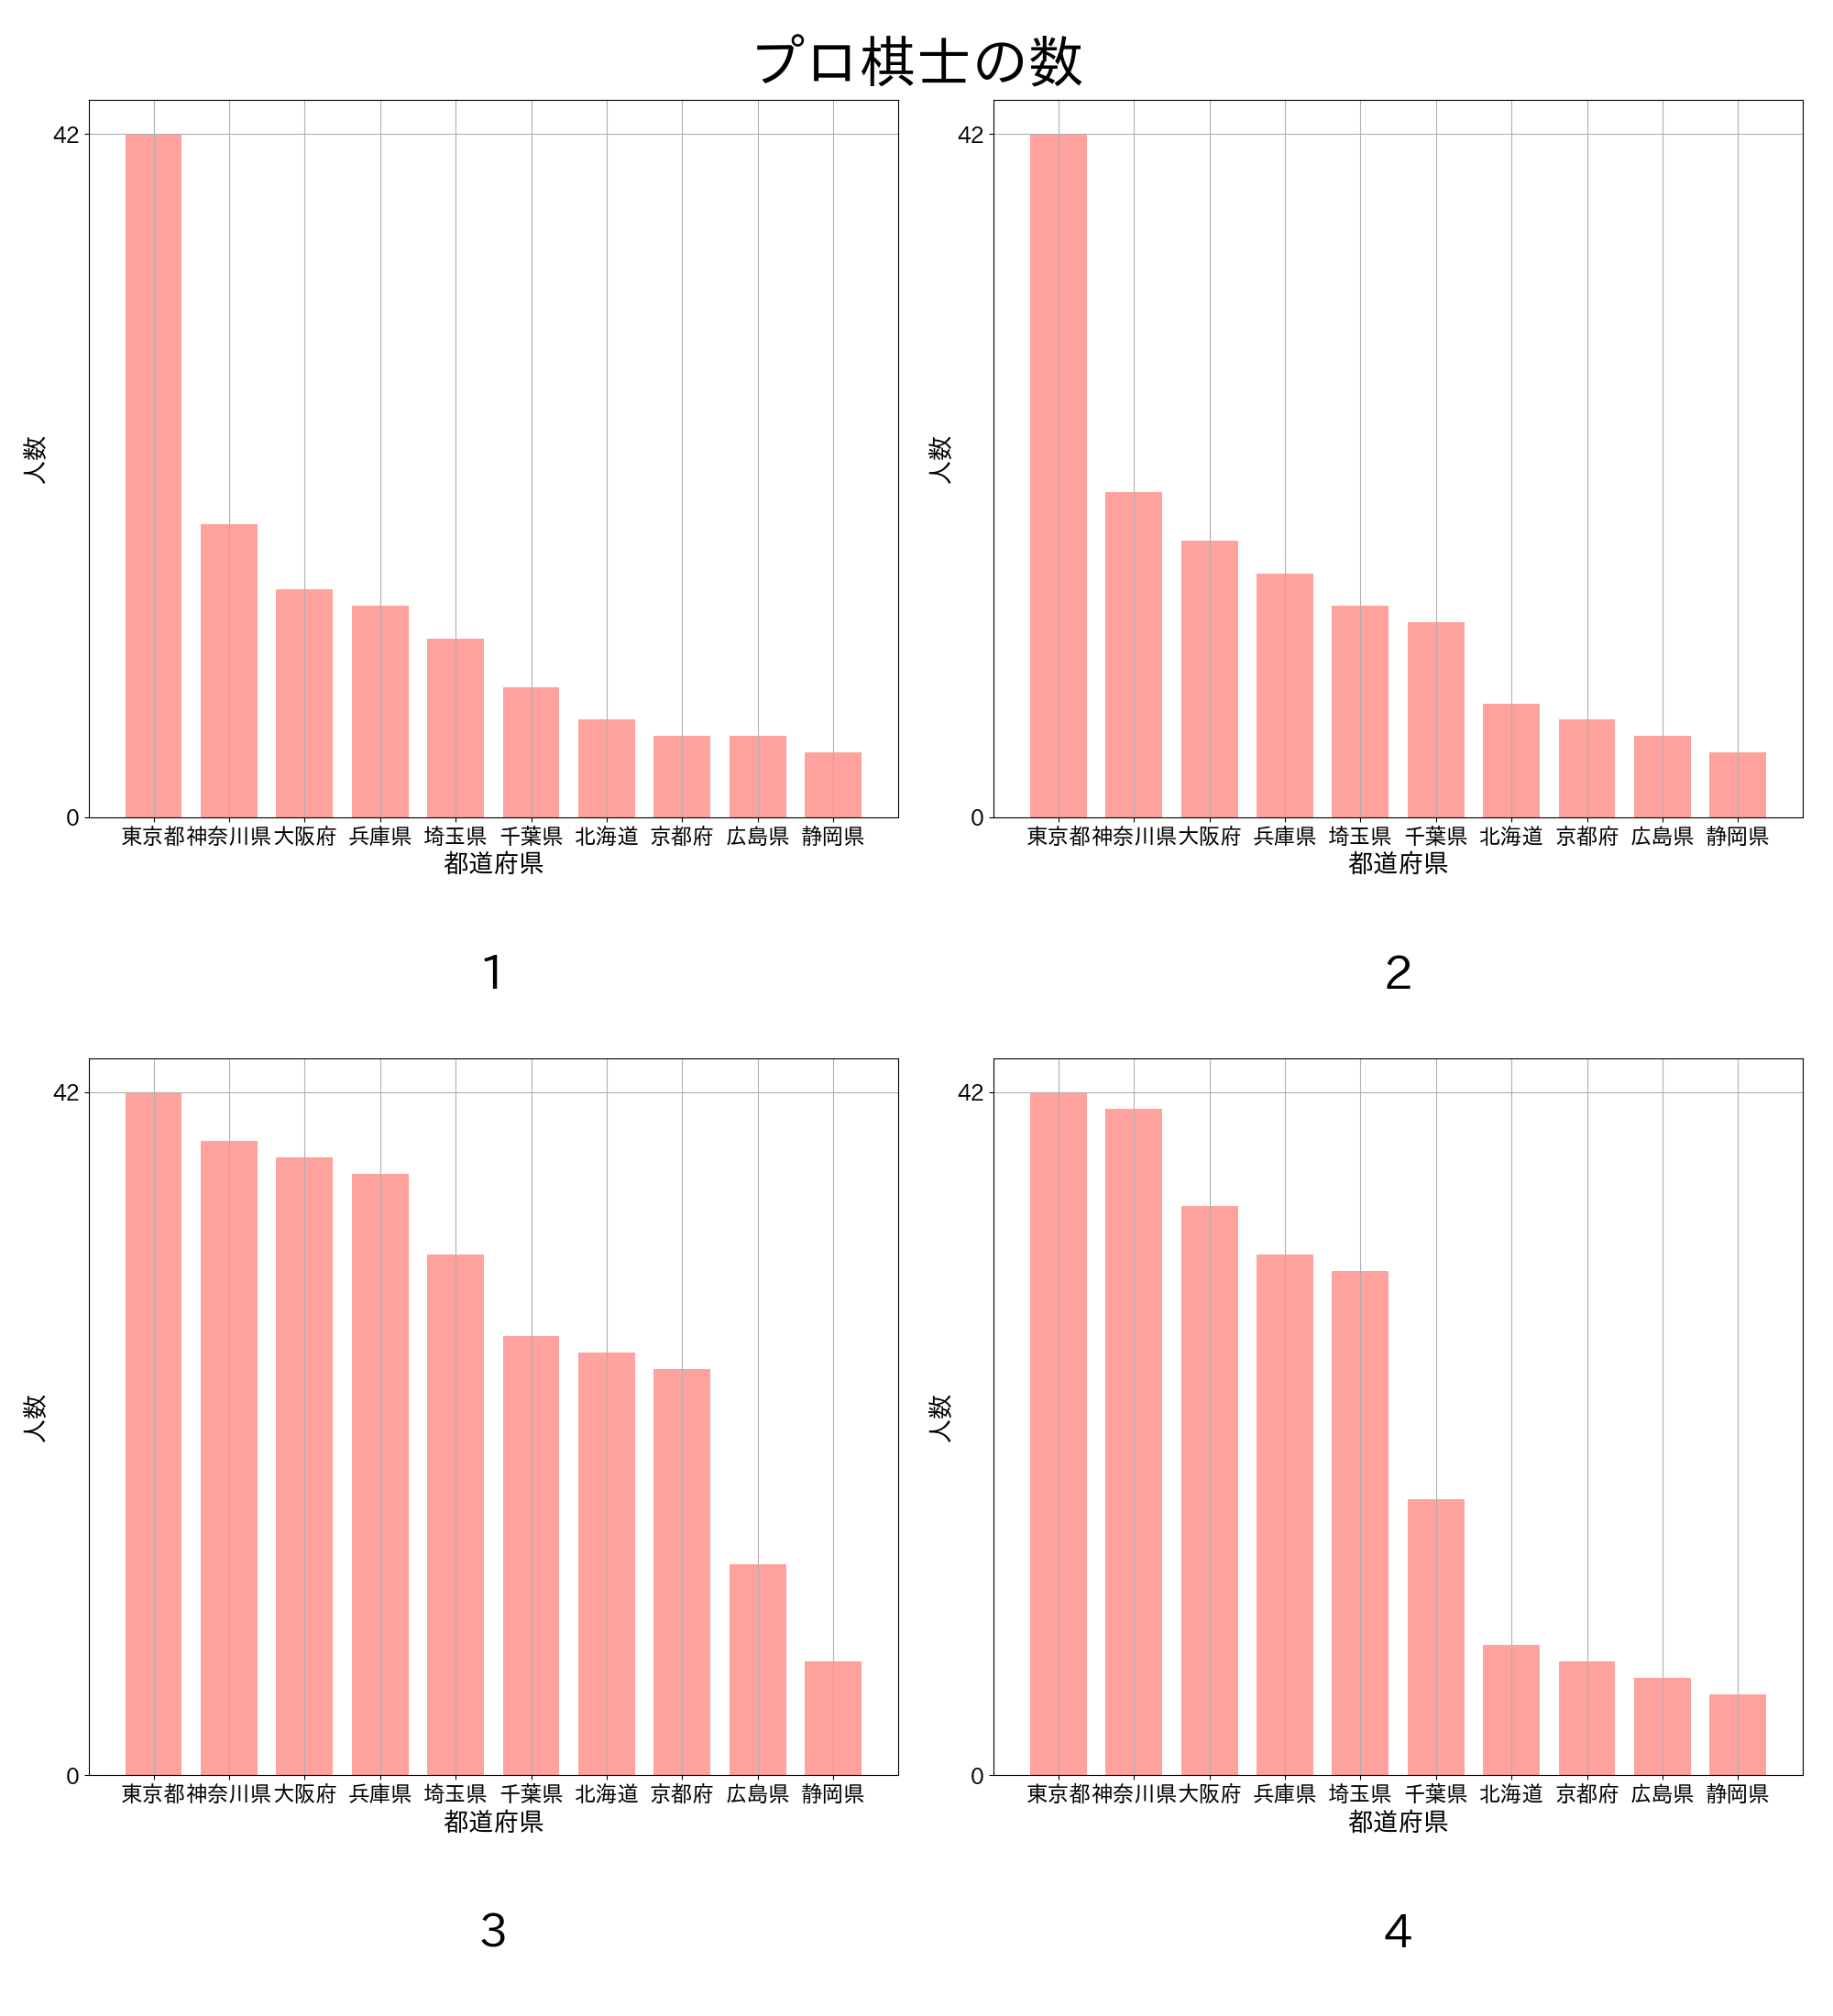 プロ棋士の数
42
0
人数
東京都 神奈川県 大阪府 兵庫県 埼玉県 千葉県 北海道 京都府 広島県 静岡県
都道府県
1
42
0
人数
東京都 神奈川県 大阪府 兵庫県 埼玉県 千葉県 北海道 京都府 広島県 静岡県
都道府県
2
42
0
人数
東京都 神奈川県 大阪府 兵庫県 埼玉県 千葉県 北海道 京都府 広島県 静岡県
都道府県
3
42
0
人数
東京都 神奈川県 大阪府 兵庫県 埼玉県 千葉県 北海道 京都府 広島県 静岡県
都道府県
4